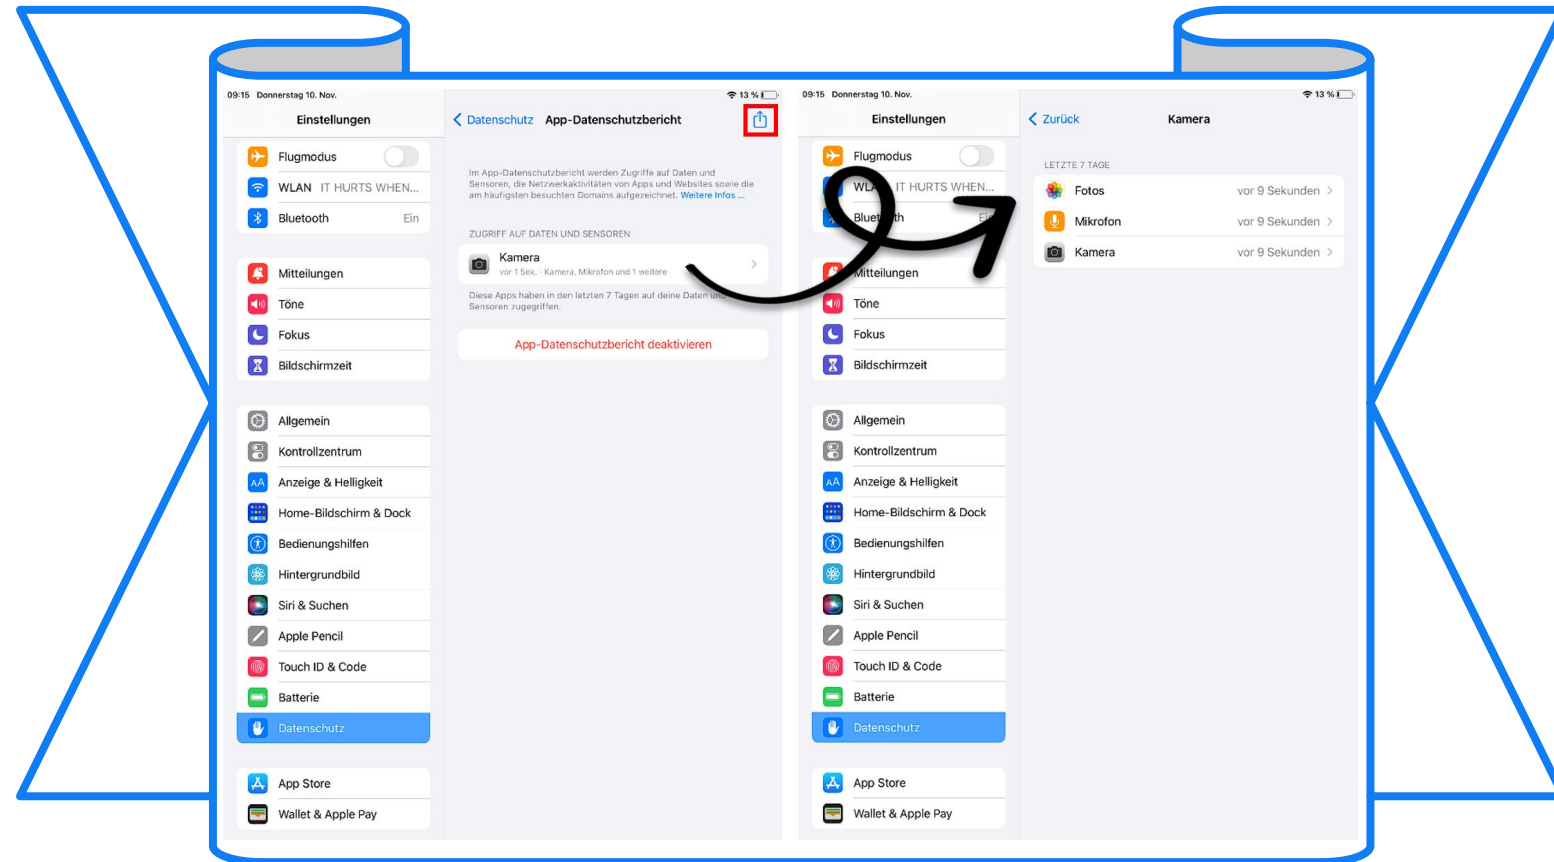 09:15 Donnerstag 10. Nov.
13 %
Einstellungen
Flugmodus
WLAN IT HURTS WHEN...
Bluetooth Ein
Mitteilungen
Töne
Fokus
Bildschirmzeit
Allgemein
Kontrollzentrum
AA Anzeige & Helligkeit
Home-Bildschirm & Dock
Bedienungshilfen
Hintergrundbild
Siri & Suchen
Apple Pencil
Touch ID & Code
Batterie
Datenschutz
App Store
Wallet & Apple Pay
Datenschutz App-Datenschutzbericht
Im App-Datenschutzbericht werden Zugriffe auf Daten und
Sensoren, die Netzwerkaktivitäten von Apps und Websites sowie die
am häufigsten besuchten Domains aufgezeichnet. Weitere Infos ...
ZUGRIFF AUF DATEN UND SENSOREN
Kamera
vor 1 Sek. - Kamera, Mikrofon und 1 weitere
Diese Apps haben in den letzten 7 Tagen auf deine Daten und
Sensoren zugegriffen.
App-Datenschutzbericht deaktivieren
09:15 Donnerstag 10. Nov.
13 %
Einstellungen
Flugmodus
WLAN IT HURTS WHEN...
Bluetooth Ein
Mitteilungen
Töne
Fokus
Bildschirmzeit
Allgemein
Kontrollzentrum
AA Anzeige & Helligkeit
Home-Bildschirm & Dock
Bedienungshilfen
Hintergrundbild
Siri & Suchen
Apple Pencil
Touch ID & Code
Batterie
Datenschutz
App Store
Wallet & Apple Pay
Zurück Kamera
LETZTE 7 TAGE
Fotos vor 9 Sekunden
Mikrofon vor 9 Sekunden
Kamera vor 9 Sekunden